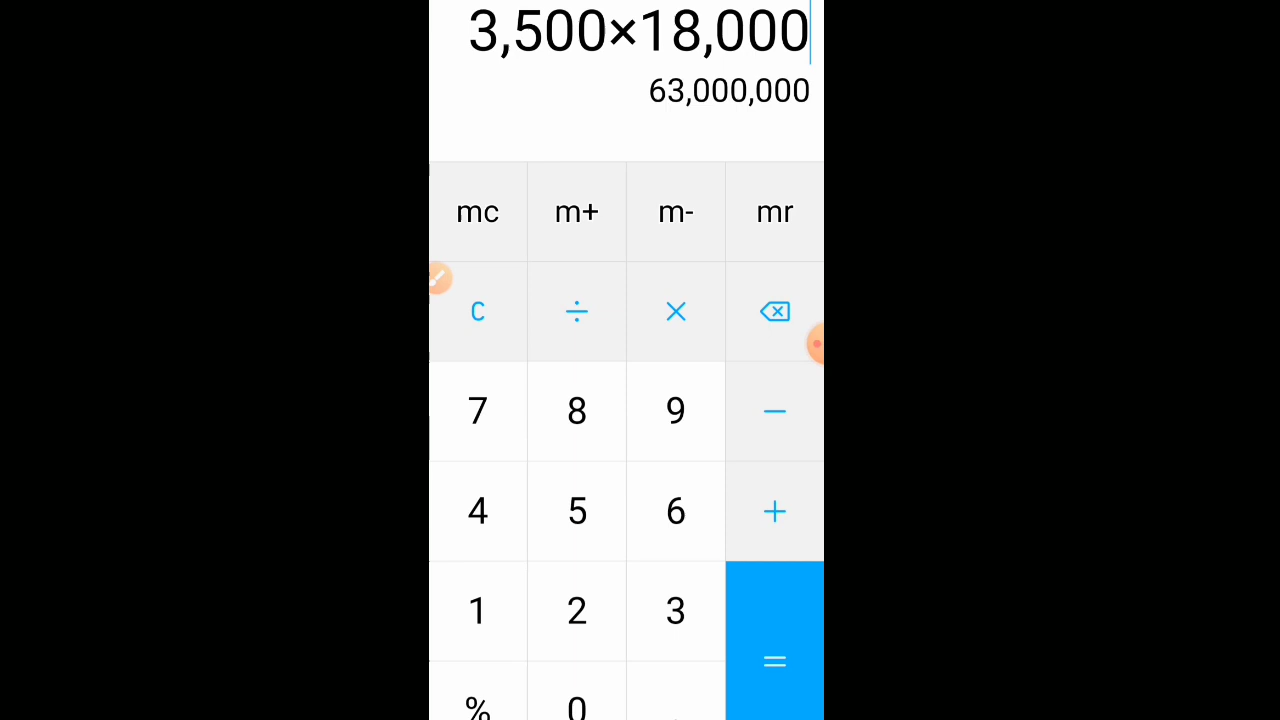 3,500×18,000
63,000,000
mc m+ m- mr
C ÷ ×
7 8 9 −
4 5 6 +
1 2 3
=
% 0 .